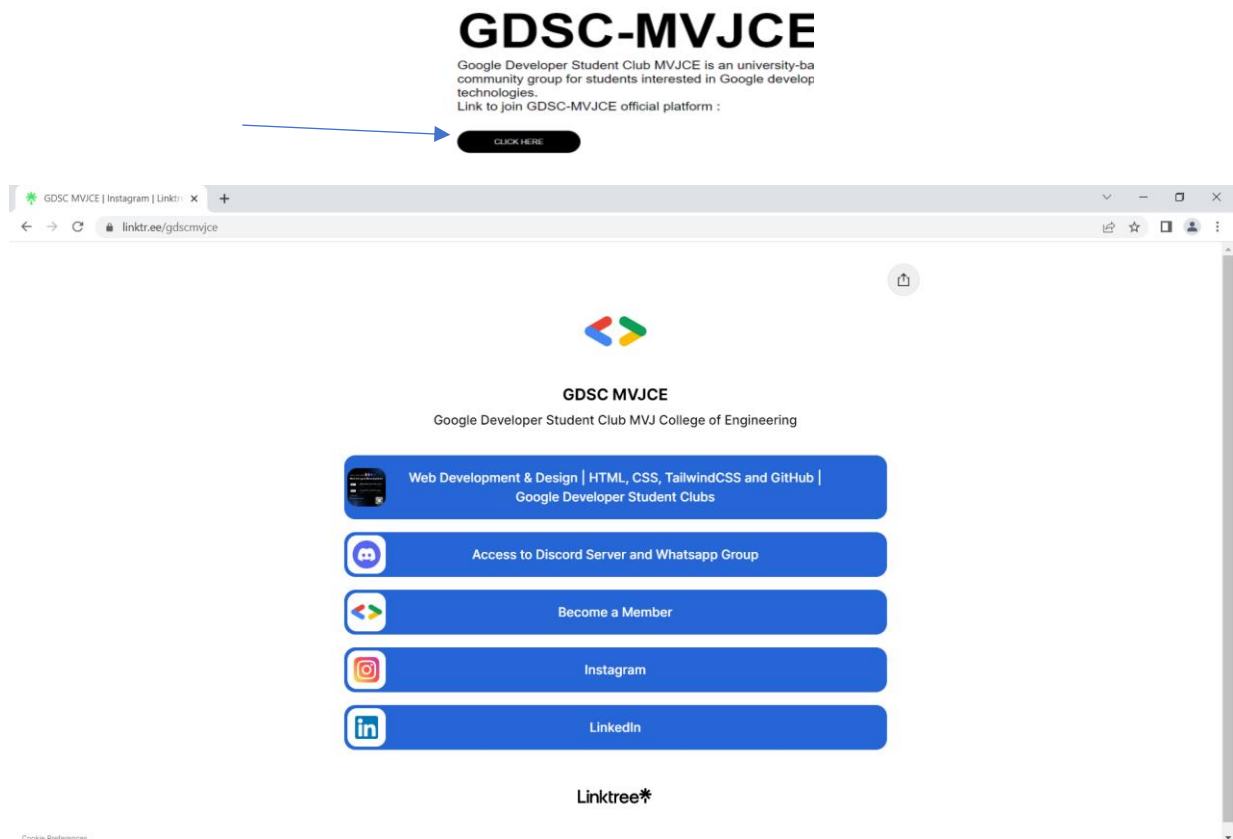 GDSC-MVJCE
Google Developer Student Club MVJCE is an university-ba
community group for students interested in Google develop
technologies.
Link to join GDSC-MVJCE official platform :
CLICK HERE
GDSC MVJCE | Instagram | Linktr
linktr.ee/gdscmvjce
GDSC MVJCE
Google Developer Student Club MVJ College of Engineering
Web Development & Design | HTML, CSS, TailwindCSS and GitHub |
Google Developer Student Clubs
Access to Discord Server and Whatsapp Group
Become a Member
Instagram
LinkedIn
Linktree
Cookie Preferences